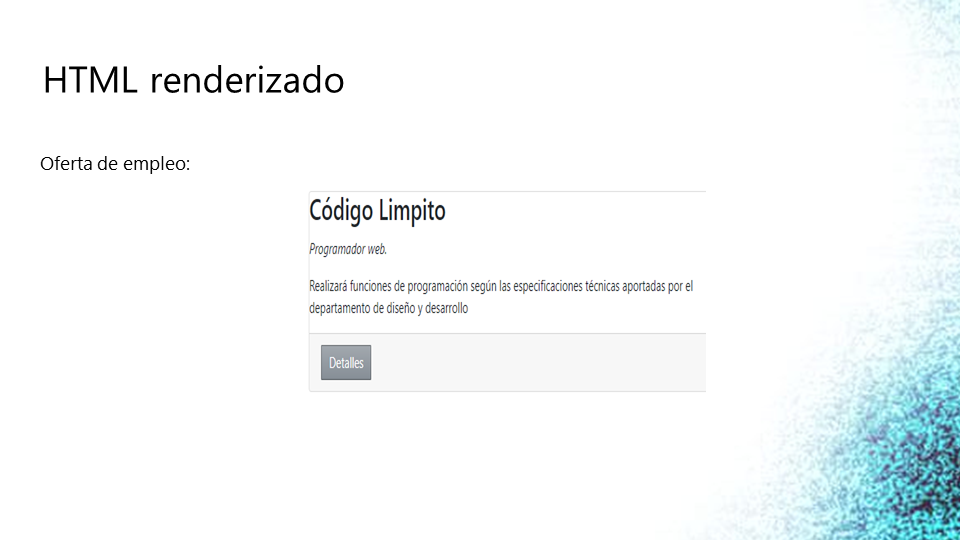 HTML renderizado
Oferta de empleo:
Código Limpito
Programador web.
Realizará funciones de programación según las especificaciones técnicas aportadas por el
departamento de diseño y desarrollo
Detalles